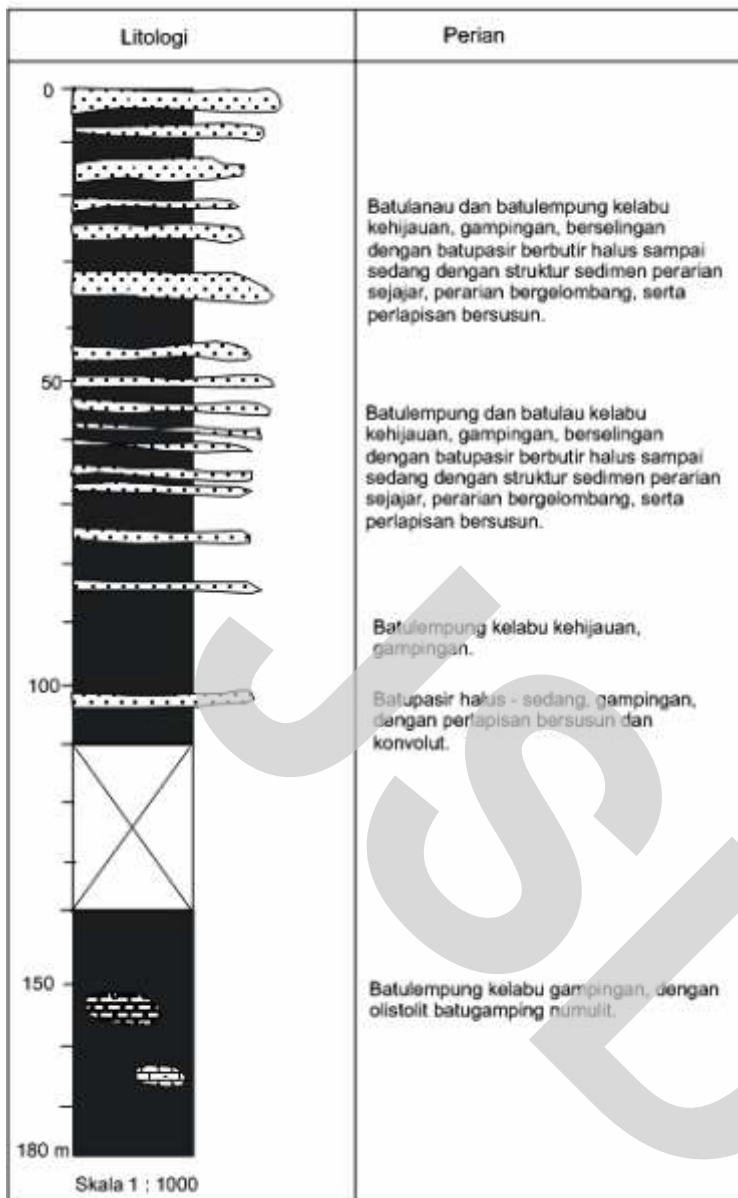 Litologi
Perian
0
50
100
150
180 m
Skala 1 : 1000
Batulanau dan batulempung kelabu
kehijauan, gampingan, berselingan
dengan batupasir berbutir halus sampai
sedang dengan struktur sedimen perarian
sejajar, perarian bergelombang, serta
perlapisan bersusun.
Batulempung dan batulau kelabu
kehijauan, gampingan, berselingan
dengan batupasir berbutir halus sampai
sedang dengan struktur sedimen perarian
sejajar, perarian bergelombang, serta
perlapisan bersusun.
Batulempung kelabu kehijauan,
gampingan.
Batupasir halus - sedang, gampingan,
dengan perlapisan bersusun dan
konvolut.
Batulempung kelabu gampingan, dengan
olistolit batugamping numulit.
JSD